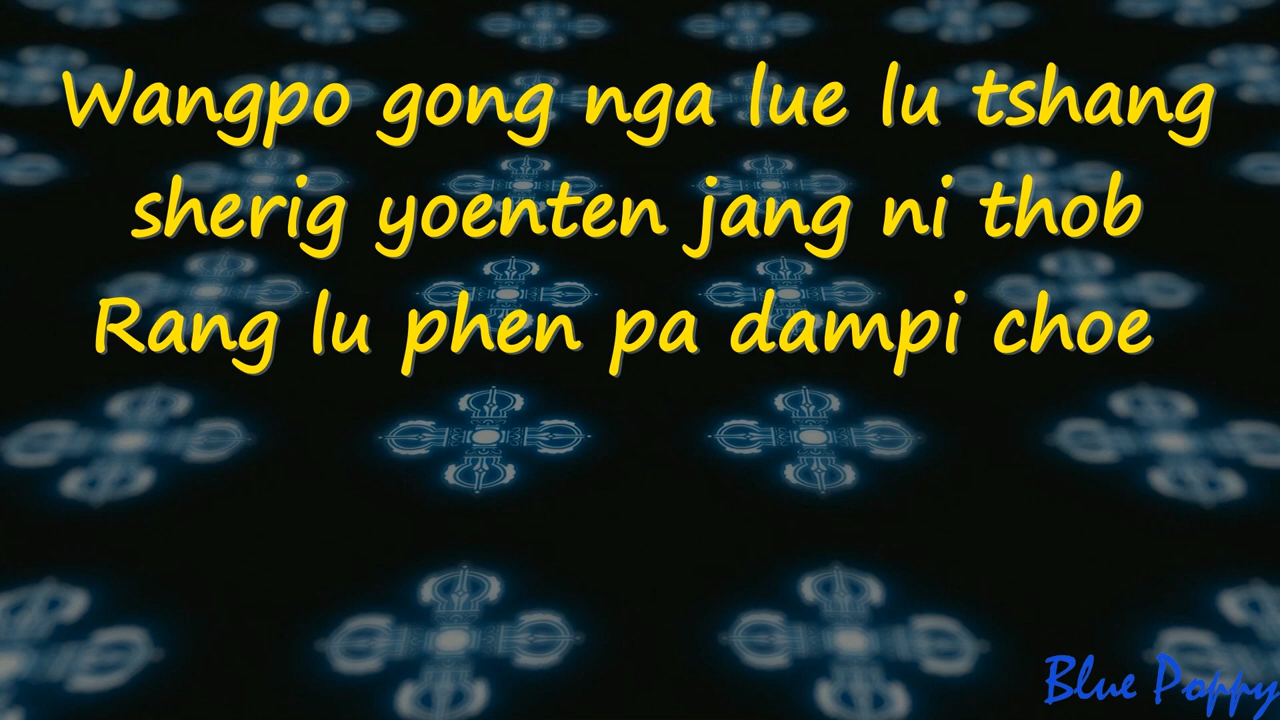 Wangpo gong nga lue lu tshang
sherig yoenten jang ni thob
Rang lu phen pa dampi choe
Blue Poppy